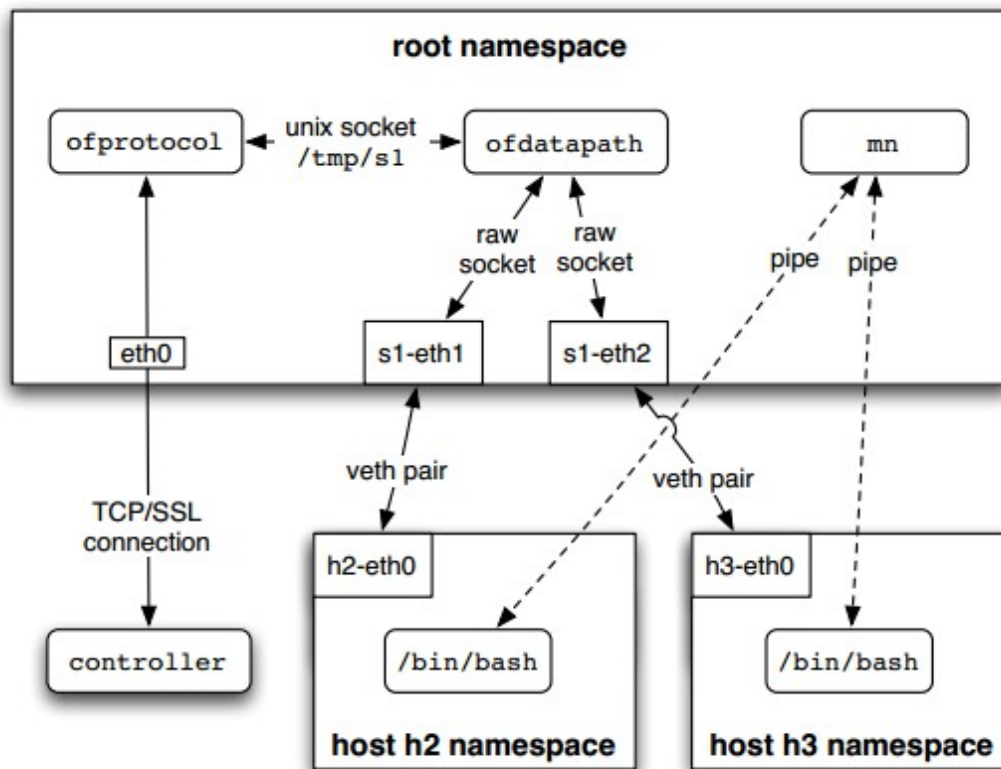 root namespace
ofprotocol
unix socket
/tmp/s1
ofdatapath
mn
raw
socket
raw
socket
pipe
pipe
eth0
s1-eth1
s1-eth2
veth pair
veth pair
TCP/SSL
connection
h2-eth0
h3-eth0
controller
/bin/bash
/bin/bash
host h2 namespace
host h3 namespace